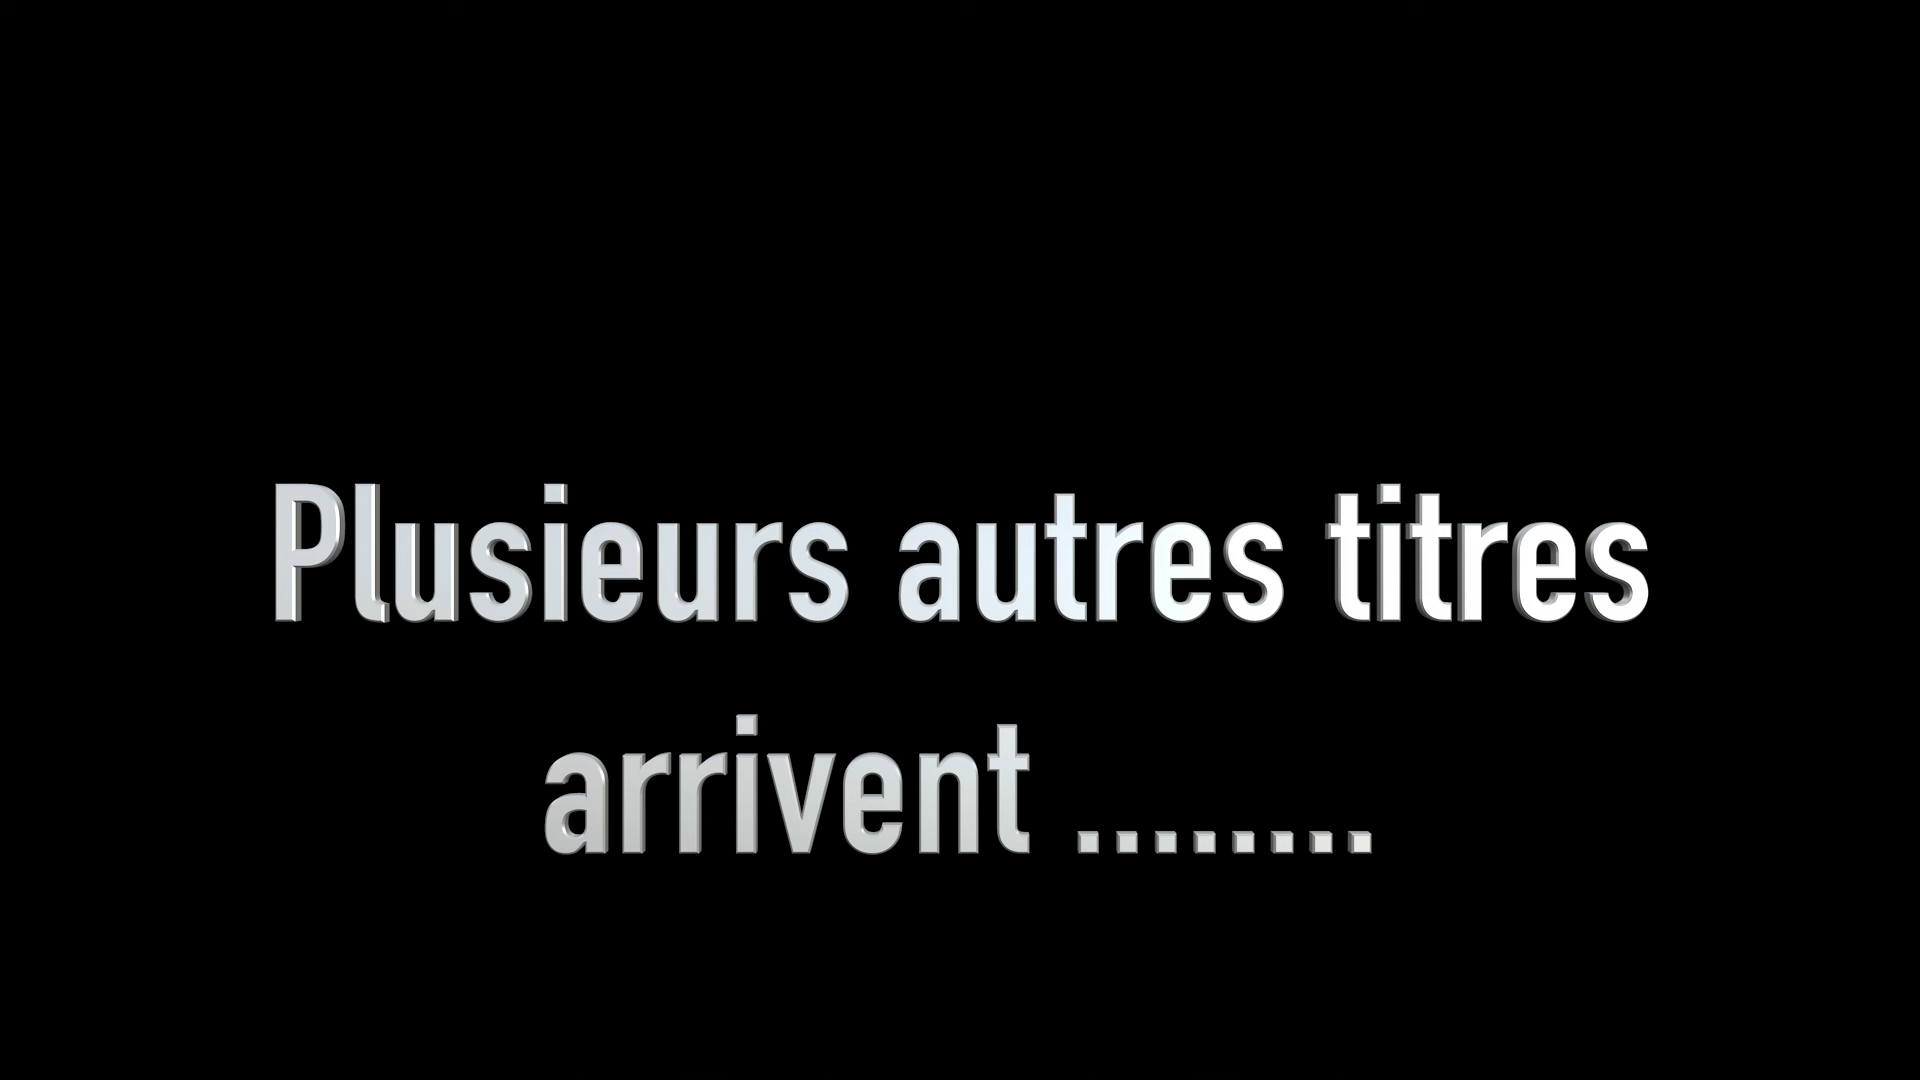 Plusieurs autres titres
arrivent ........